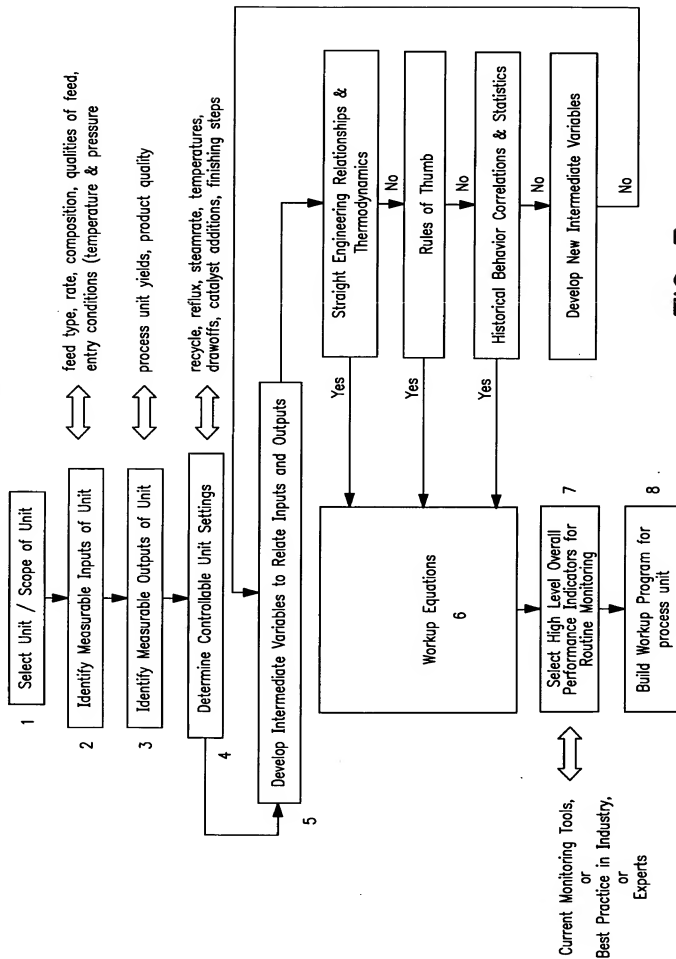 1
Select Unit / Scope of Unit
2
Identify Measurable Inputs of Unit
feed type, rate, composition, qualities of feed,
entry conditions (temperature & pressure
3
Identify Measurable Outputs of Unit
process unit yields, product quality
4
Determine Controllable Unit Settings
recycle, reflux, steamrate, temperatures,
drawoffs, catalyst additions, finishing steps
5
Develop Intermediate Variables to Relate Inputs and Outputs
Straight Engineering Relationships &
Thermodynamics
Yes
No
Rules of Thumb
Yes
No
Historical Behavior Correlations & Statistics
Yes
No
Develop New Intermediate Variables
No
Workup Equations
6
Current Monitoring Tools,
or
Best Practice in Industry,
or
Experts
Select High Level Overall
Performance Indicators for
Routine Monitoring
7
Build Workup Program for
process unit
8